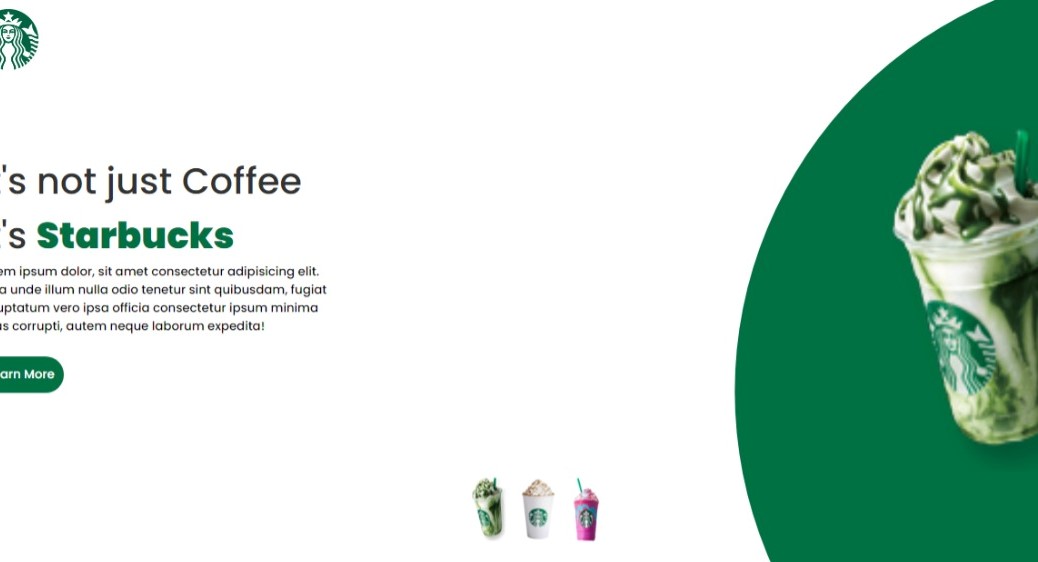 's not just Coffee
's Starbucks
em ipsum dolor, sit amet consectetur adipisicing elit.
a unde illum nulla odio tenetur sint quibusdam, fugiat
uptatum vero ipsa officia consectetur ipsum minima
as corrupti, autem neque laborum expedita!
arn More